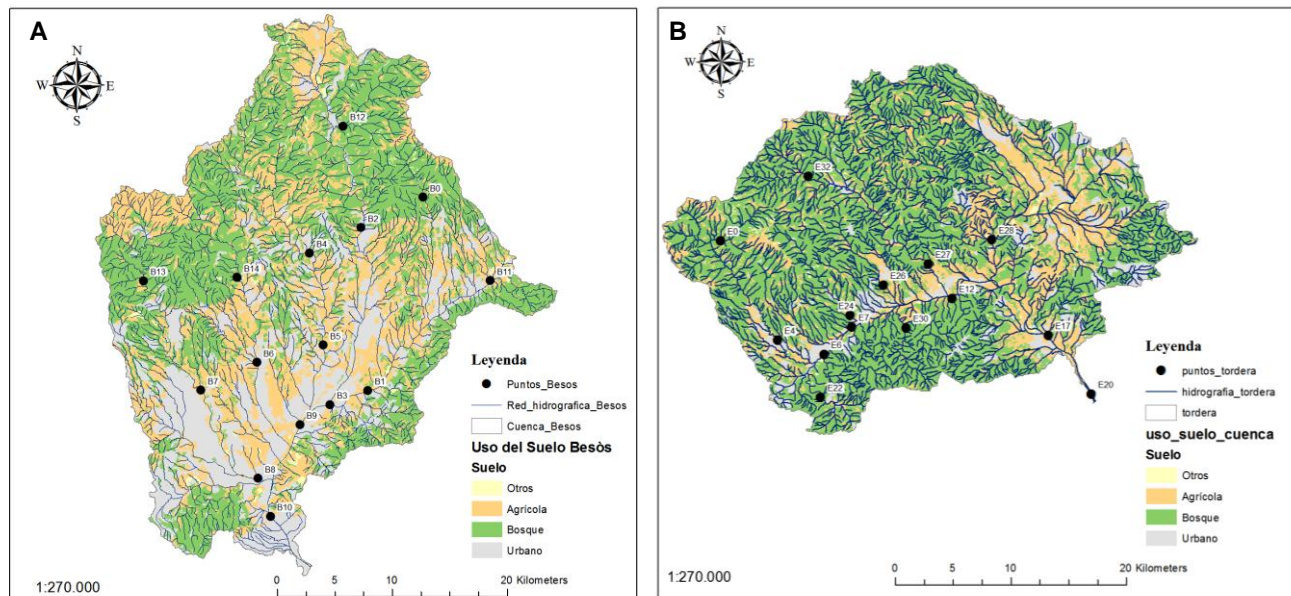 A
N
W E
S
B12
B0
B2
B4
B14
B13
B11
B5
B6
B7
B1
B3
B9
B8
B10
Leyenda
Puntos_Besos
Red_hidrografica_Besos
Cuenca_Besos
Uso del Suelo Besòs
Suelo
Otros
Agrícola
Bosque
Urbano
1:270.000
0 5 10 20 Kilometers
B
N
W E
S
E32
E0
E28
E27
E26
E12
E24
E7
E30
E4
E6
E17
E22
E20
Leyenda
puntos_tordera
hidrografia_tordera
tordera
uso_suelo_cuenca
Suelo
Otros
Agrícola
Bosque
Urbano
1:270.000
0 5 10 20 Kilometers